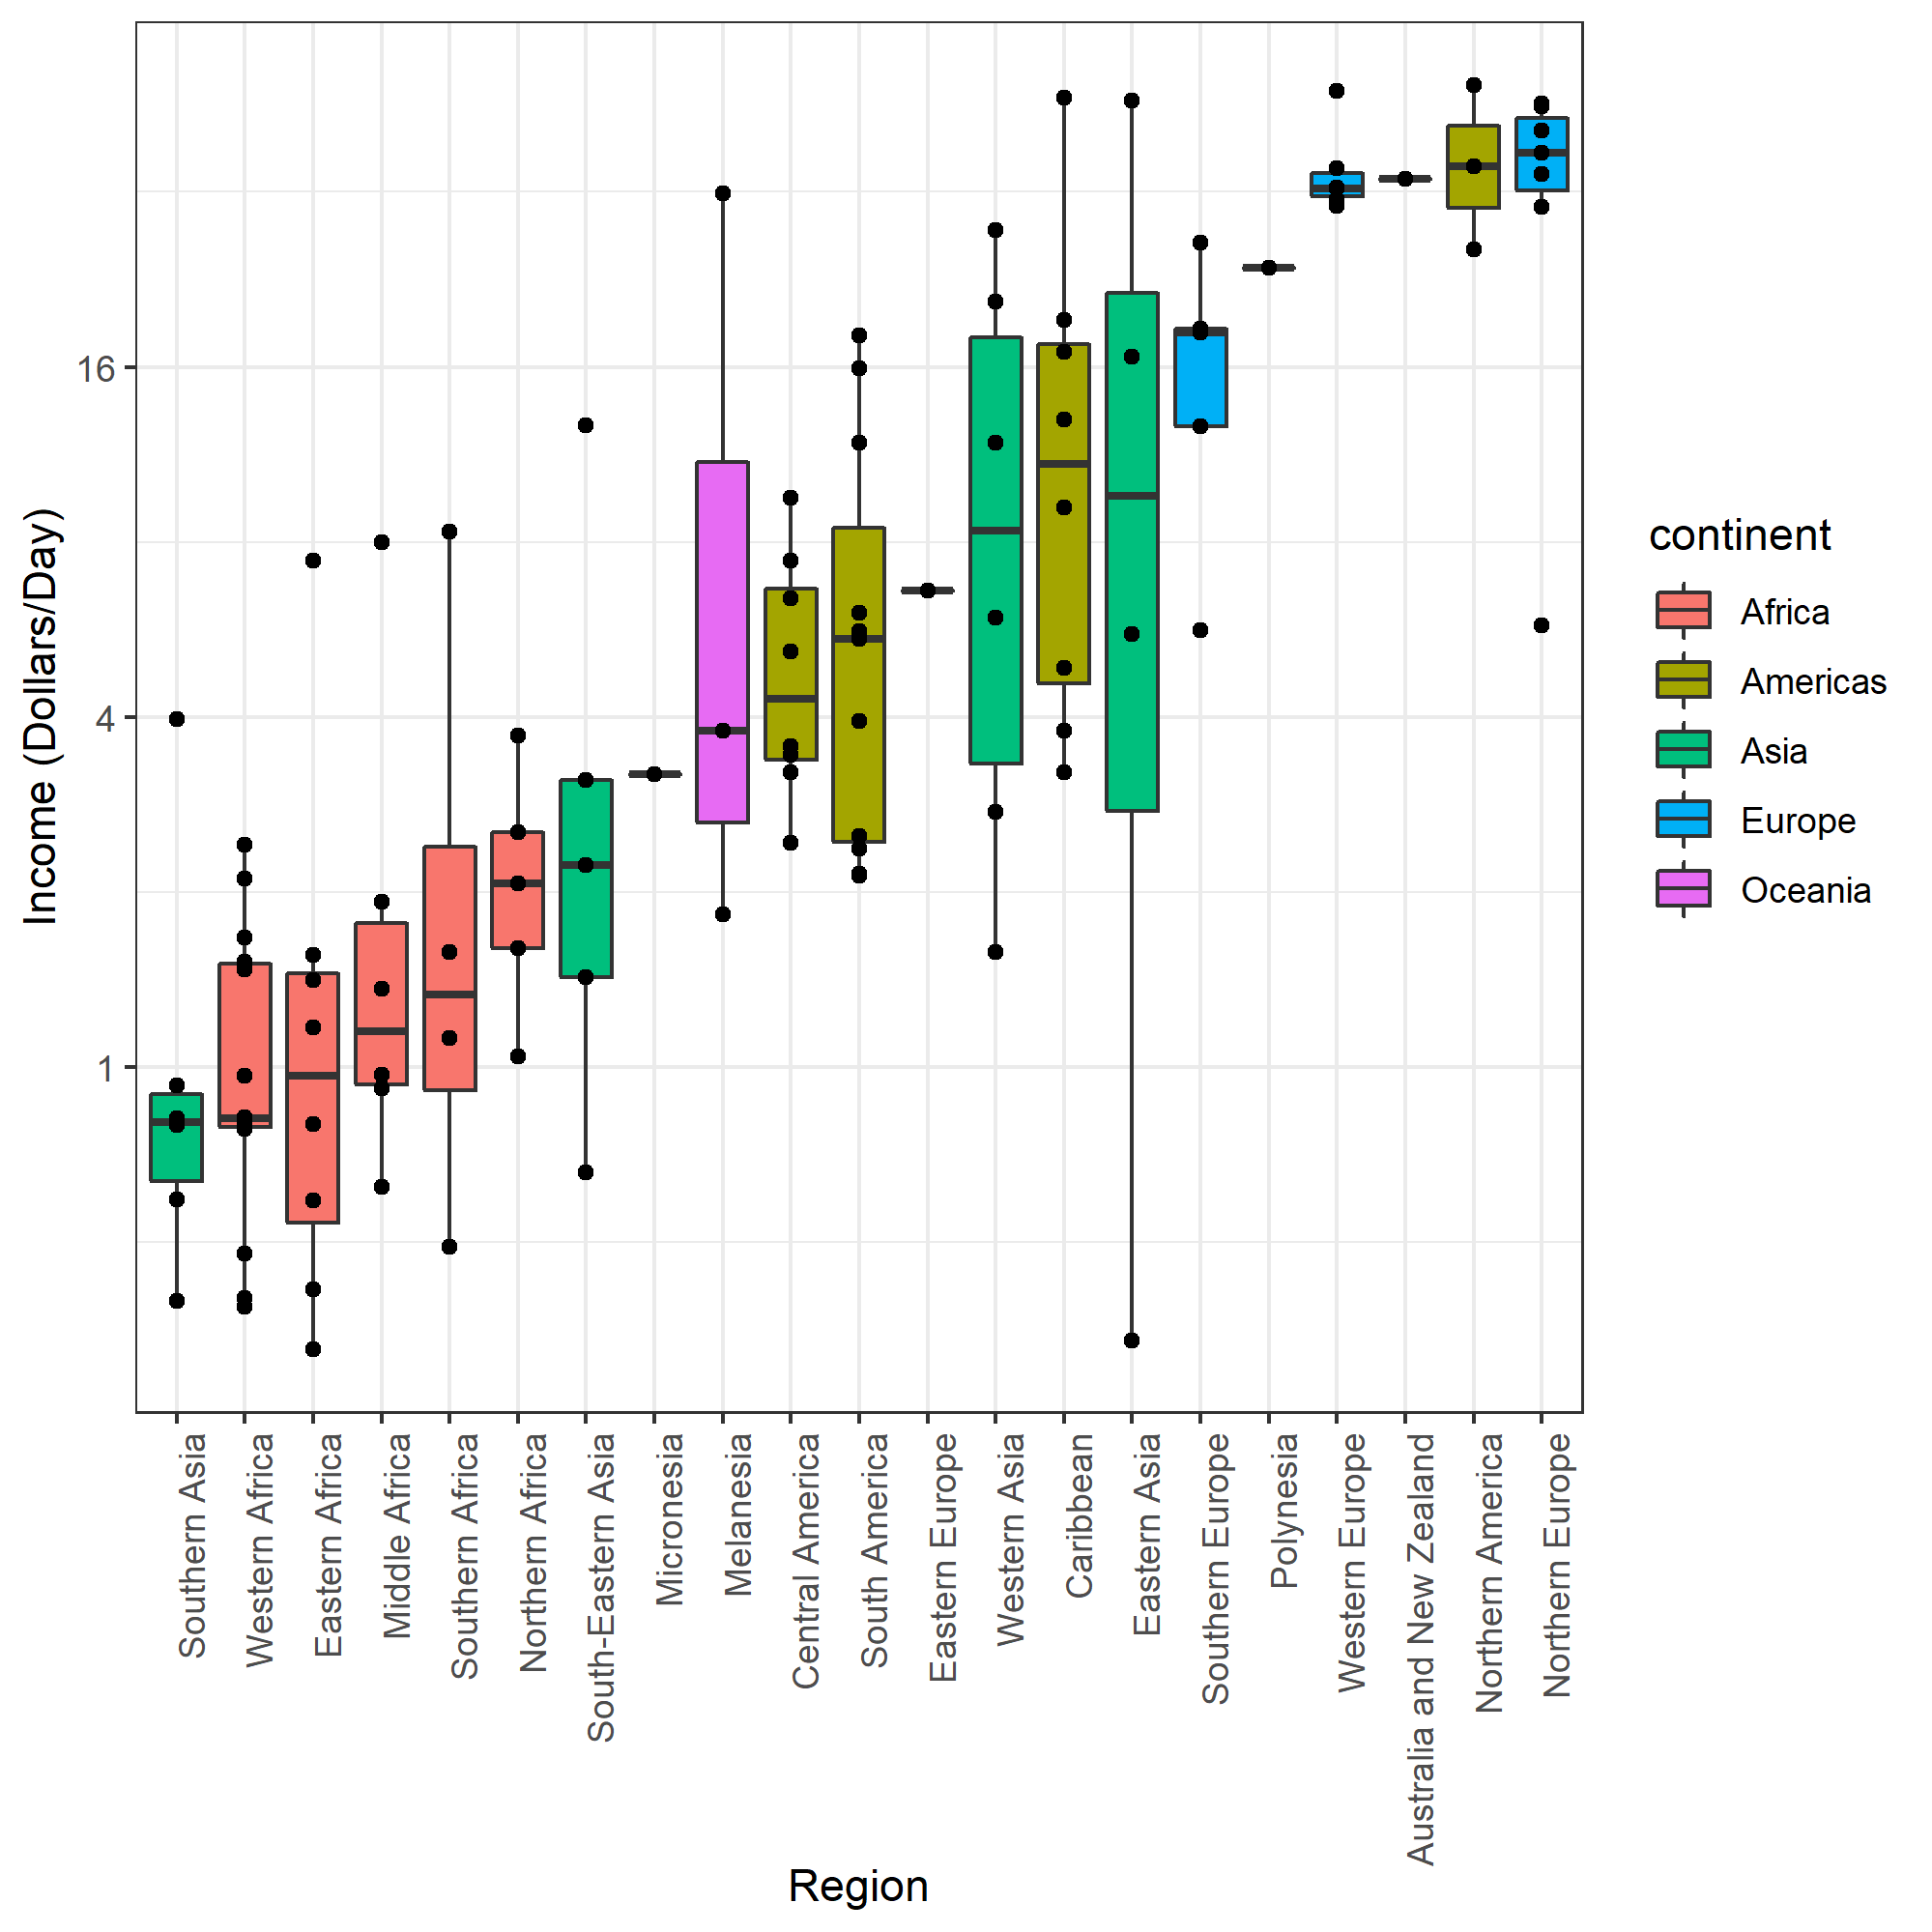 Income (Dollars/Day)
16
4
1
Southern Asia
Western Africa
Eastern Africa
Middle Africa
Southern Africa
Northern Africa
South-Eastern Asia
Micronesia
Melanesia
Central America
South America
Eastern Europe
Western Asia
Caribbean
Eastern Asia
Southern Europe
Polynesia
Western Europe
Australia and New Zealand
Northern America
Northern Europe
Region
continent
Africa
Americas
Asia
Europe
Oceania